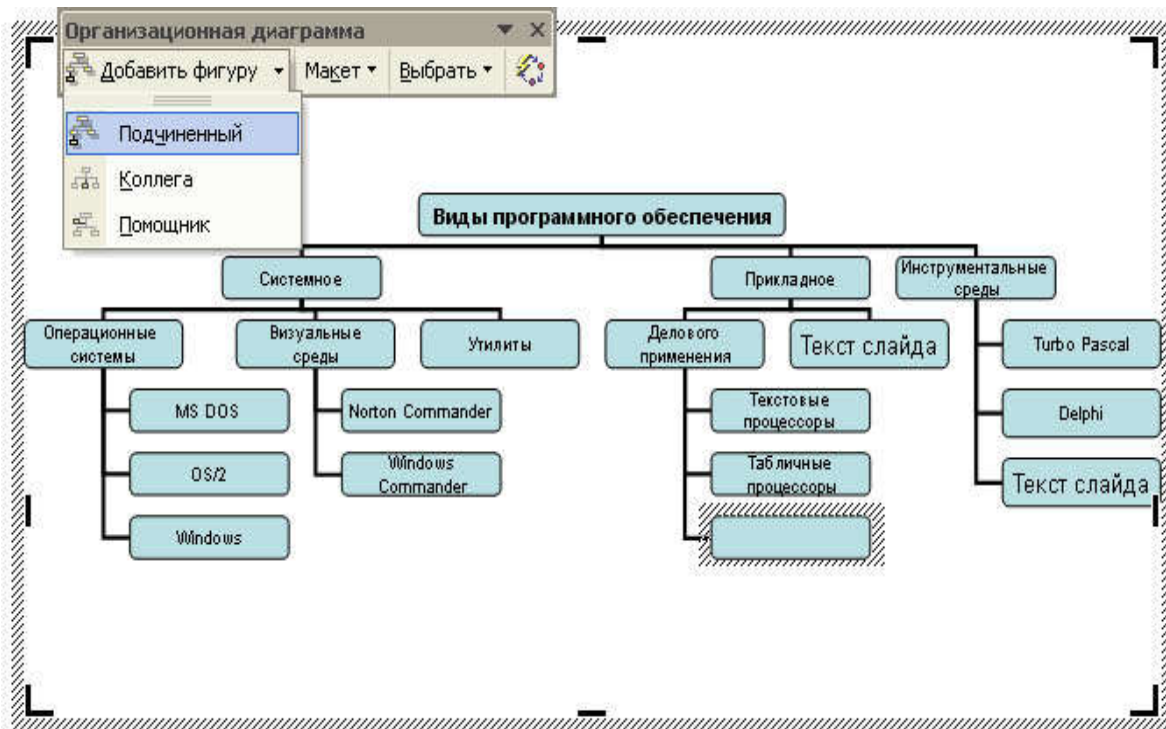 Организационная диаграмма
Добавить фигуру
Макет
Выбрать
Подчиненный
Коллега
Помощник
Виды программного обеспечения
Системное
Прикладное
Инструментальные
среды
Операционные
системы
Визуальные
среды
Утилиты
Делового
применения
Текст слайда
Turbo Pascal
MS DOS
Norton Commander
Текстовые
процессоры
Delphi
OS/2
Windows
Commander
Табличные
процессоры
Текст слайда
Windows